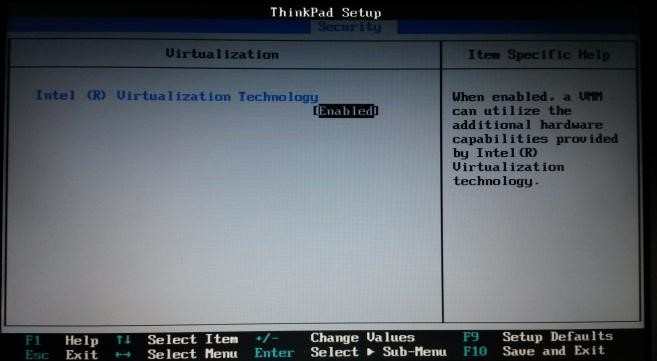 ThinkPad Setup
Security
Virtualization
Item Specific Help
Intel (R) Virtualization Technology
[Enabled]
When enabled, a VMM
can utilize the
additional hardware
capabilities provided
by Intel(R)
Virtualization
technology.
F1 Help ↑↓ Select Item +/- Change Values F9 Setup Defaults
Esc Exit ←→ Select Menu Enter Select ▶ Sub-Menu F10 Save and Exit